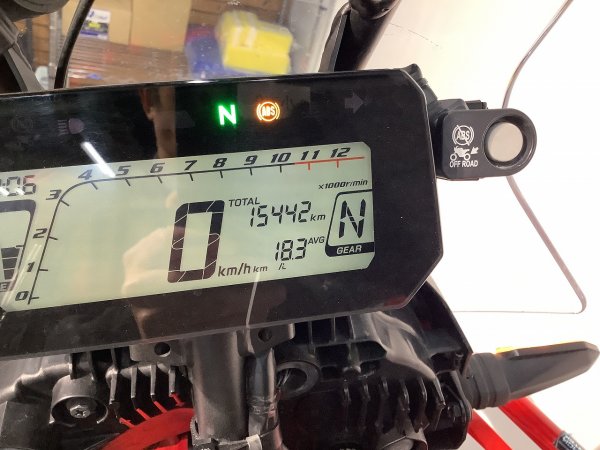 N ABS
ABS
OFF ROAD
0 1 2 3 4 5 6 7 8 9 10 11 12
×1000r/min
TOTAL 15442 km
0 km/h
18.3 AVG km/L
N
GEAR